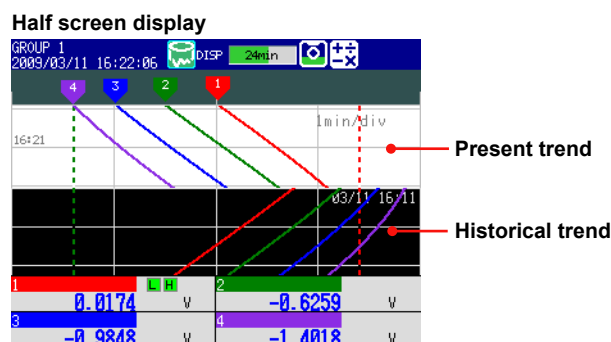 Half screen display
GROUP 1
2009/03/11 16:22:06 DISP 24min
4 3 2 1
1min/div
16:21
Present trend
03/11 16:11
Historical trend
1 L H 2
0.0174 V -0.6259 V
3 4
-0.9848 V -1.4018 V